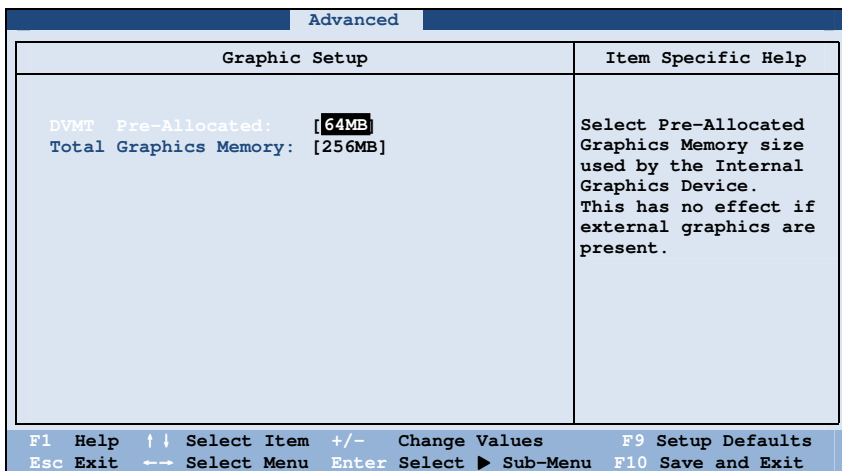 Advanced
Graphic Setup
Item Specific Help
DVMT Pre-Allocated: [64MB]
Total Graphics Memory: [256MB]
Select Pre-Allocated
Graphics Memory size
used by the Internal
Graphics Device.
This has no effect if
external graphics are
present.
F1 Help ↑↓ Select Item +/- Change Values F9 Setup Defaults
Esc Exit ←→ Select Menu Enter Select ▶ Sub-Menu F10 Save and Exit